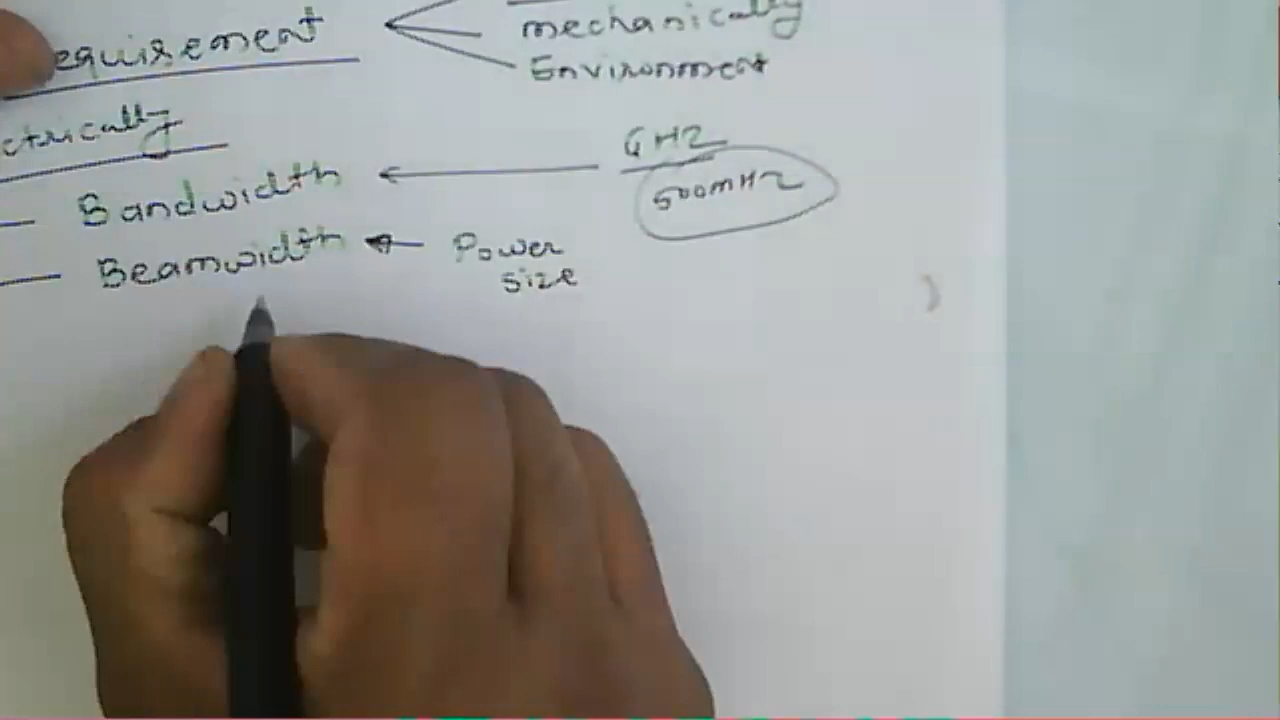 mechanically
equirement
Environment
ctrically
GHZ
Bandwidth
500mHz
Beamwidth
Power
size